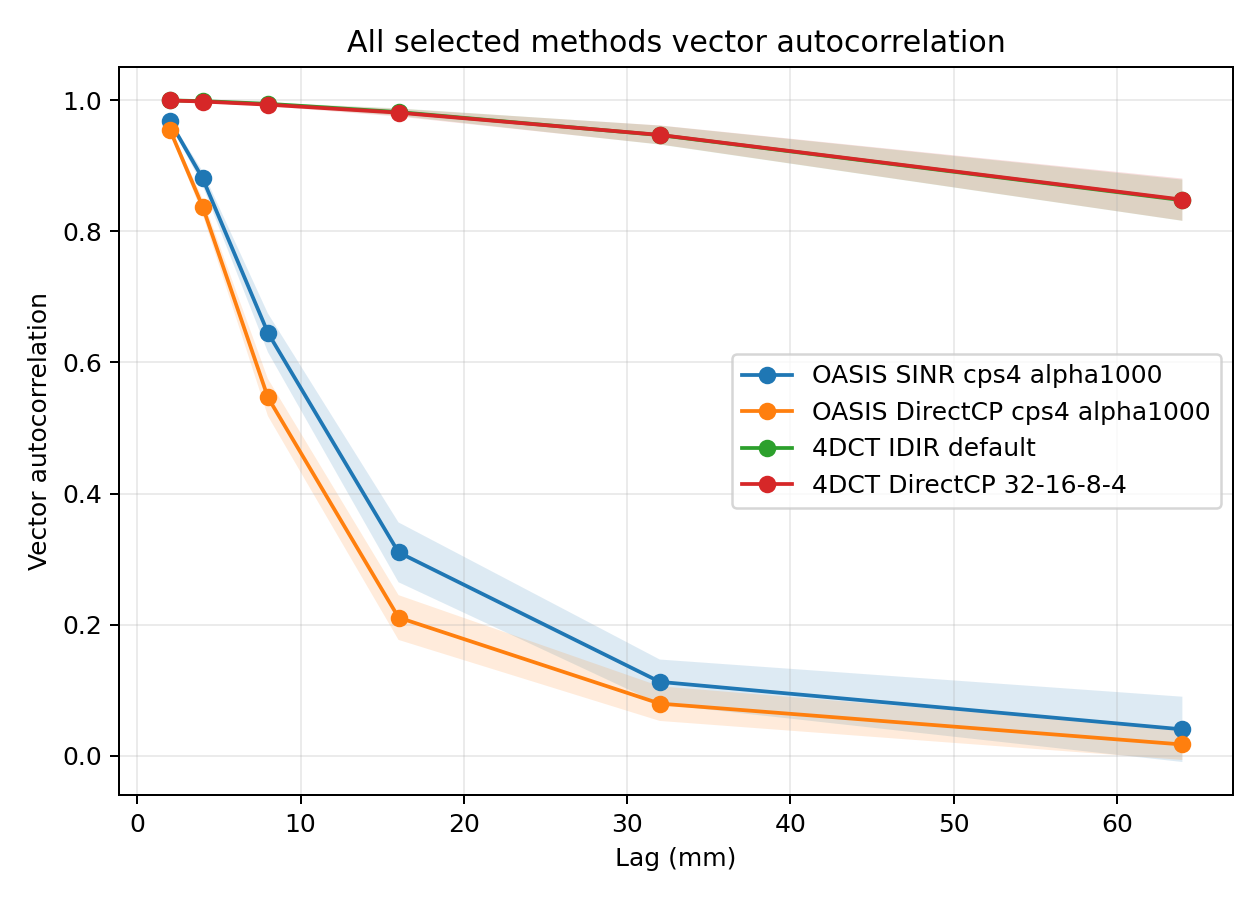 All selected methods vector autocorrelation
Vector autocorrelation
1.0
0.8
0.6
0.4
0.2
0.0
OASIS SINR cps4 alpha1000
OASIS DirectCP cps4 alpha1000
4DCT IDIR default
4DCT DirectCP 32-16-8-4
0 10 20 30 40 50 60
Lag (mm)